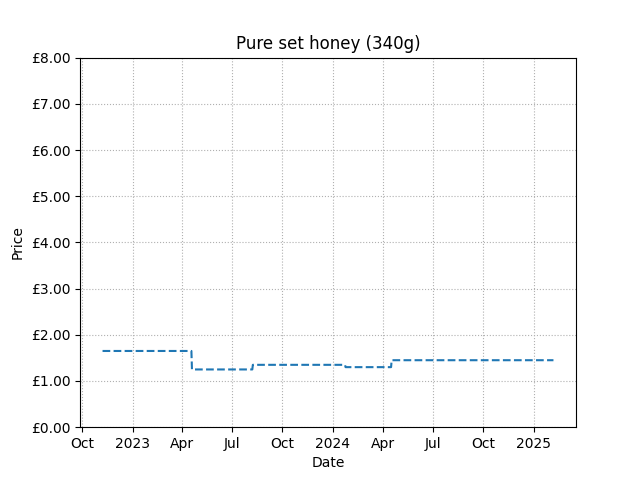 Pure set honey (340g)
£8.00
£7.00
£6.00
£5.00
£4.00
£3.00
£2.00
£1.00
£0.00
Price
Oct 2023 Apr Jul Oct 2024 Apr Jul Oct 2025
Date